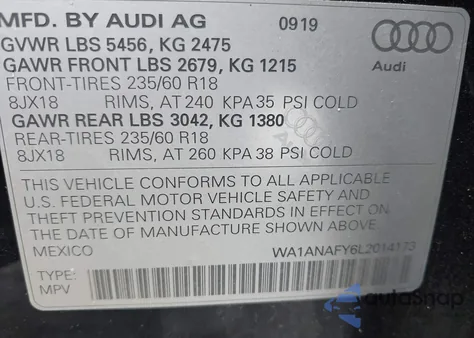 MFD. BY AUDI AG 0919
GVWR LBS 5456, KG 2475
GAWR FRONT LBS 2679, KG 1215
Audi
FRONT-TIRES 235/60 R18
8JX18 RIMS, AT 240 KPA 35 PSI COLD
GAWR REAR LBS 3042, KG 1380
REAR-TIRES 235/60 R18
8JX18 RIMS, AT 260 KPA 38 PSI COLD
THIS VEHICLE CONFORMS TO ALL APPLICABLE
U.S. FEDERAL MOTOR VEHICLE SAFETY AND
THEFT PREVENTION STANDARDS IN EFFECT ON
THE DATE OF MANUFACTURE SHOWN ABOVE.
MEXICO
TYPE:
MPV
AutoSnap